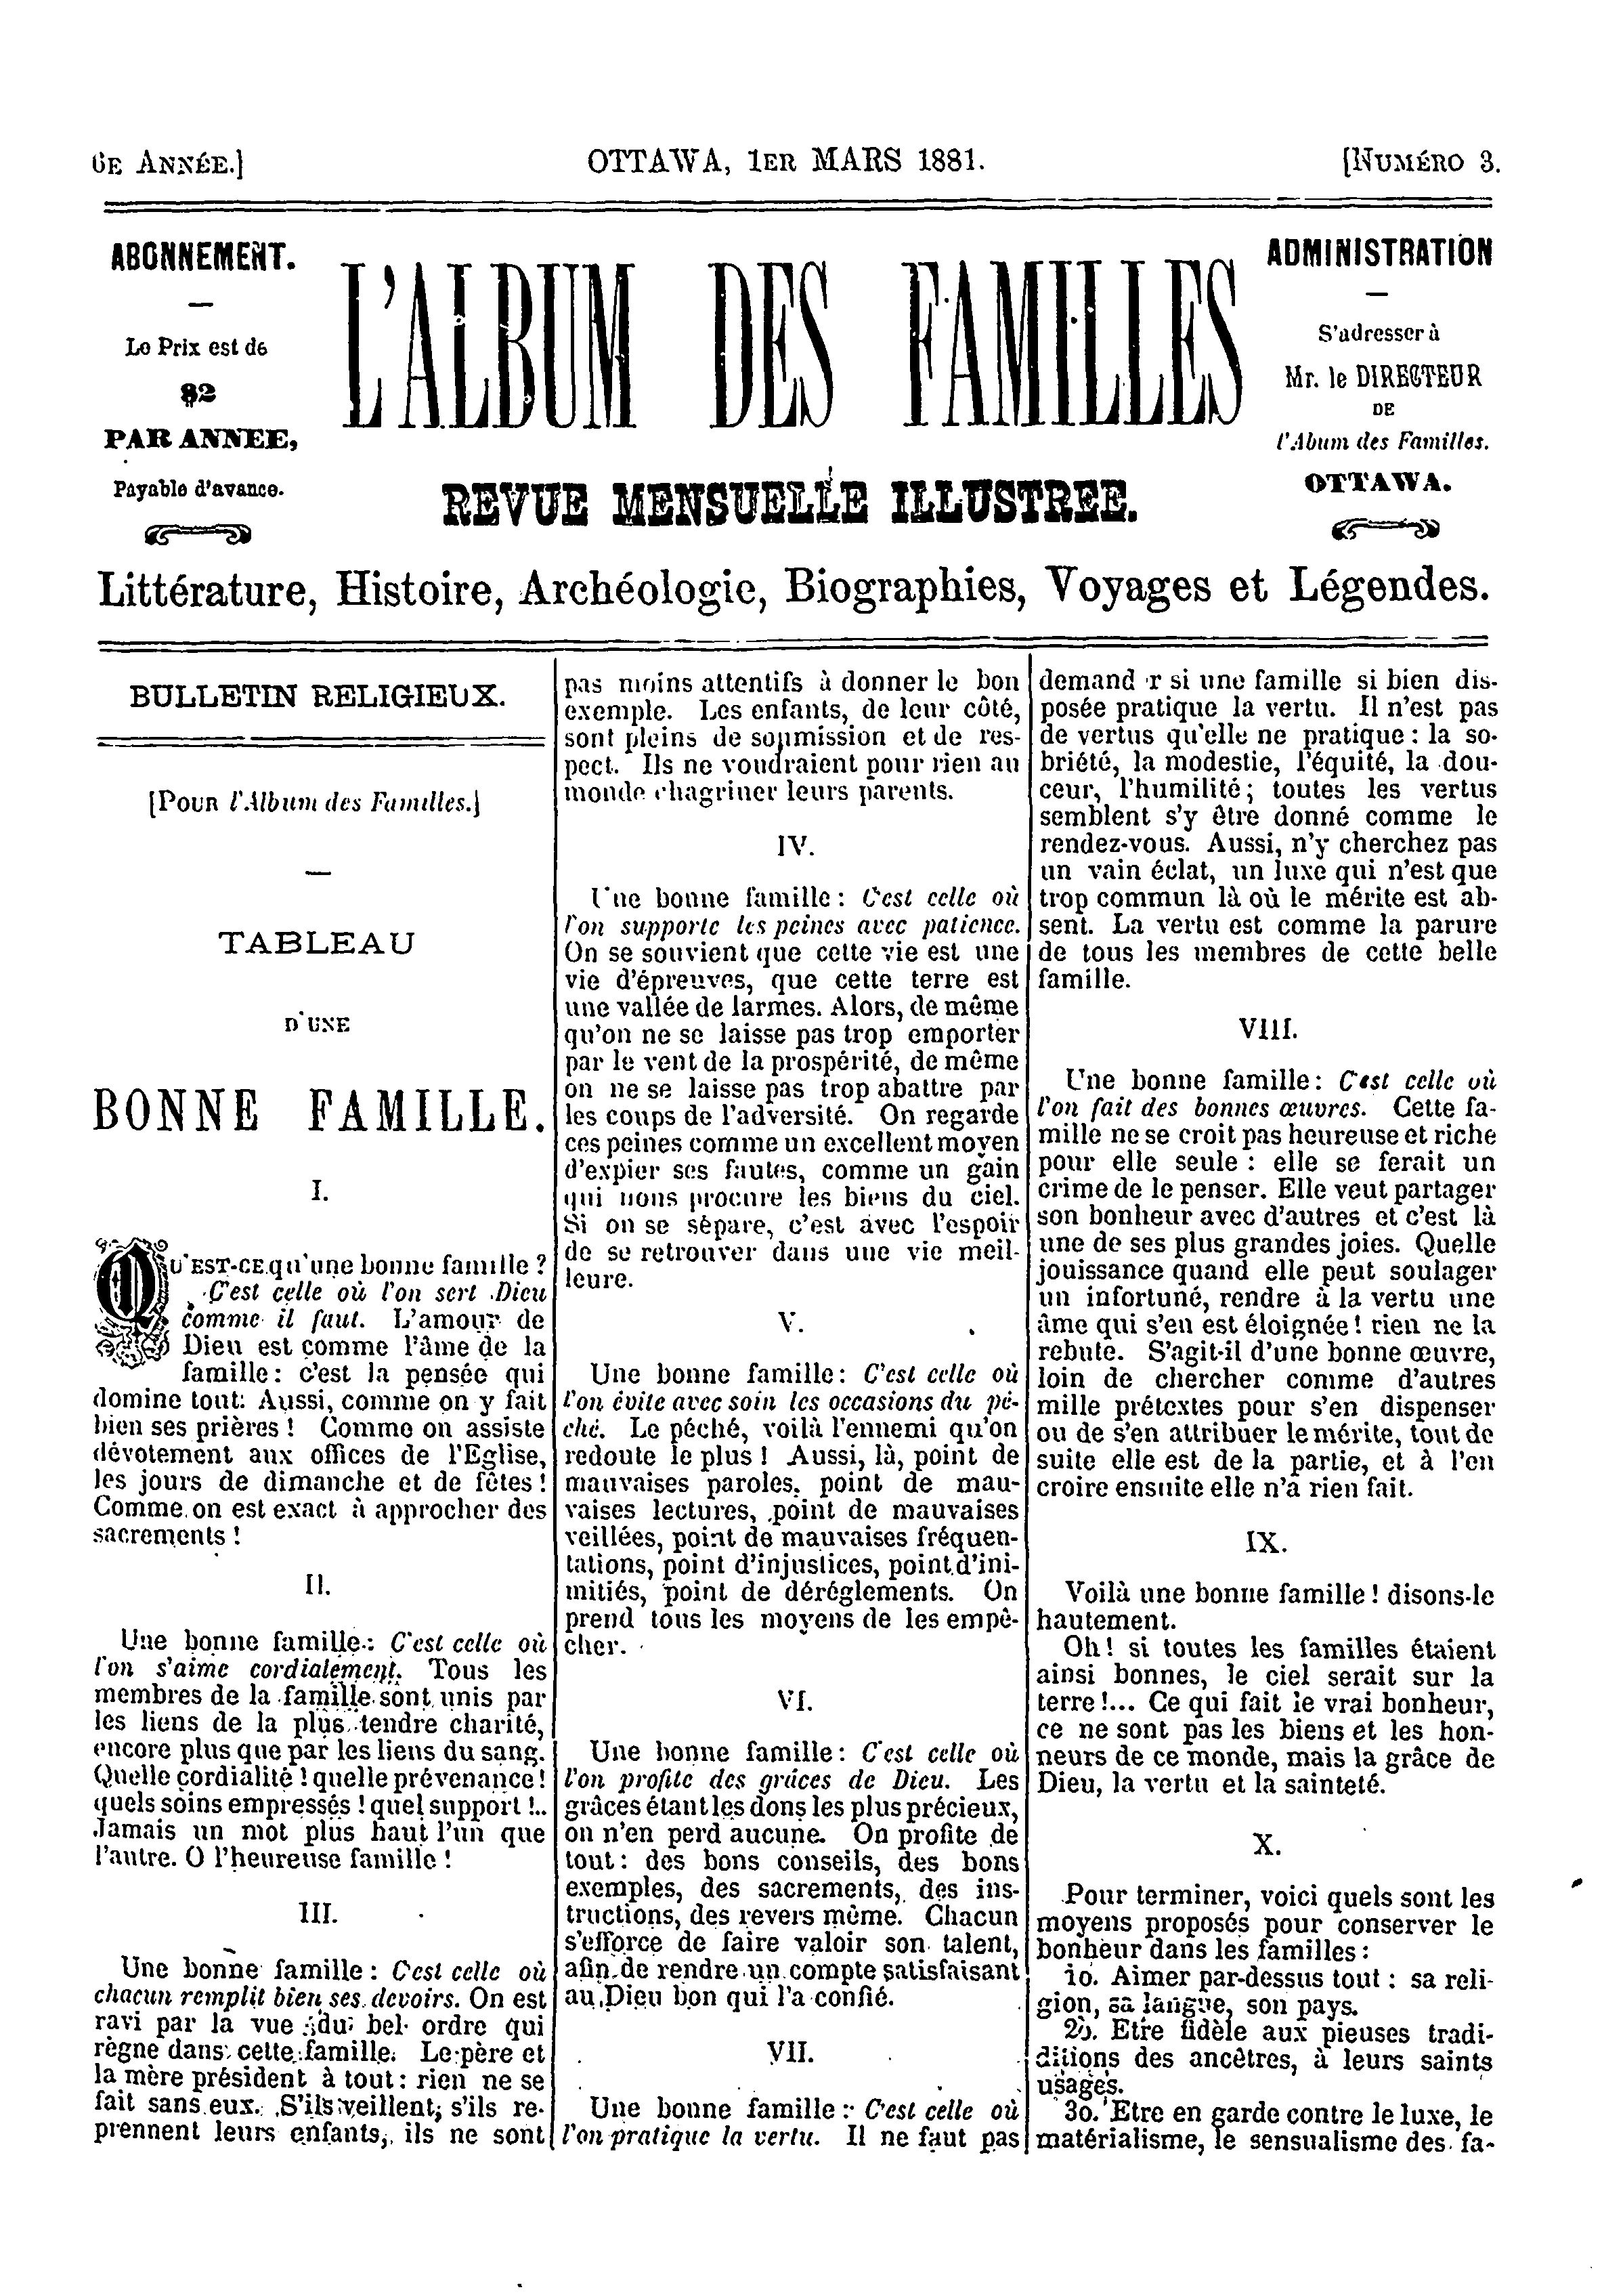 6E ANNÉE.]
OTTAWA, 1ER MARS 1881.
[NUMÉRO 3.
ABONNEMENT.
—
Le Prix est de
$2
PAR ANNEE,
Payable d'avance.
L'ALBUM DES FAMILLES
REVUE MENSUELLE ILLUSTREE.
ADMINISTRATION
—
S'adresser à
Mr. le DIRECTEUR
DE
l'Abum des Familles.
OTTAWA.
Littérature, Histoire, Archéologie, Biographies, Voyages et Légendes.
BULLETIN RELIGIEUX.
[POUR l'Album des Familles.]
—
TABLEAU
D'UNE
BONNE FAMILLE.
I.
QU'EST-CE qu'une bonne famille ?
C'est celle où l'on sert Dieu
comme il faut. L'amour de
Dieu est comme l'âme de la
famille : c'est la pensée qui
domine tout: Aussi, comme on y fait
bien ses prières ! Comme on assiste
dévotement aux offices de l'Eglise,
les jours de dimanche et de fêtes !
Comme on est exact à approcher des
sacrements !
II.
Une bonne famille : C'est celle où
l'on s'aime cordialement. Tous les
membres de la famille sont unis par
les liens de la plus tendre charité,
encore plus que par les liens du sang.
Quelle cordialité ! quelle prévenance !
quels soins empressés ! quel support !..
Jamais un mot plus haut l'un que
l'autre. O l'heureuse famille !
III.
Une bonne famille : C'est celle où
chacun remplit bien ses devoirs. On est
ravi par la vue du bel ordre qui
règne dans cette famille. Le père et
la mère président à tout : rien ne se
fait sans eux. S'ils veillent, s'ils re-
prennent leurs enfants, ils ne sont
pas moins attentifs à donner le bon
exemple. Les enfants, de leur côté,
sont pleins de soumission et de res-
pect. Ils ne voudraient pour rien au
monde chagriner leurs parents.
IV.
Une bonne famille : C'est celle où
l'on supporte les peines avec patience.
On se souvient que cette vie est une
vie d'épreuves, que cette terre est
une vallée de larmes. Alors, de même
qu'on ne se laisse pas trop emporter
par le vent de la prospérité, de même
on ne se laisse pas trop abattre par
les coups de l'adversité. On regarde
ces peines comme un excellent moyen
d'expier ses fautes, comme un gain
qui nous procure les biens du ciel.
Si on se sépare, c'est avec l'espoir
de se retrouver dans une vie meil-
leure.
V.
Une bonne famille : C'est celle où
l'on évite avec soin les occasions du pé-
ché. Le péché, voilà l'ennemi qu'on
redoute le plus ! Aussi, là, point de
mauvaises paroles, point de mau-
vaises lectures, point de mauvaises
veillées, point de mauvaises fréquen-
tations, point d'injustices, point d'ini-
mitiés, point de déréglements. On
prend tous les moyens de les empê-
cher.
VI.
Une bonne famille : C'est celle où
l'on profite des grâces de Dieu. Les
grâces étant les dons les plus précieux,
on n'en perd aucune. On profite de
tout : des bons conseils, des bons
exemples, des sacrements, des ins-
tructions, des revers même. Chacun
s'efforce de faire valoir son talent,
afin de rendre un compte satisfaisant
au Dieu bon qui l'a confié.
VII.
Une bonne famille : C'est celle où
l'on pratique la vertu. Il ne faut pas
demander si une famille si bien dis-
posée pratique la vertu. Il n'est pas
de vertus qu'elle ne pratique : la so-
briété, la modestie, l'équité, la dou-
ceur, l'humilité ; toutes les vertus
semblent s'y être donné comme le
rendez-vous. Aussi, n'y cherchez pas
un vain éclat, un luxe qui n'est que
trop commun là où le mérite est ab-
sent. La vertu est comme la parure
de tous les membres de cette belle
famille.
VIII.
Une bonne famille : C'est celle où
l'on fait des bonnes œuvres. Cette fa-
mille ne se croit pas heureuse et riche
pour elle seule : elle se ferait un
crime de le penser. Elle veut partager
son bonheur avec d'autres et c'est là
une de ses plus grandes joies. Quelle
jouissance quand elle peut soulager
un infortuné, rendre à la vertu une
âme qui s'en est éloignée ! rien ne la
rebute. S'agit-il d'une bonne œuvre,
loin de chercher comme d'autres
mille prétextes pour s'en dispenser
ou de s'en attribuer le mérite, tout de
suite elle est de la partie, et à l'en
croire ensuite elle n'a rien fait.
IX.
Voilà une bonne famille ! disons-le
hautement.
Oh ! si toutes les familles étaient
ainsi bonnes, le ciel serait sur la
terre !... Ce qui fait le vrai bonheur,
ce ne sont pas les biens et les hon-
neurs de ce monde, mais la grâce de
Dieu, la vertu et la sainteté.
X.
Pour terminer, voici quels sont les
moyens proposés pour conserver le
bonheur dans les familles :
1o. Aimer par-dessus tout : sa reli-
gion, sa langue, son pays.
2o. Etre fidèle aux pieuses tradi-
ditions des ancêtres, à leurs saints
usages.
3o. Etre en garde contre le luxe, le
matérialisme, le sensualisme des fa-